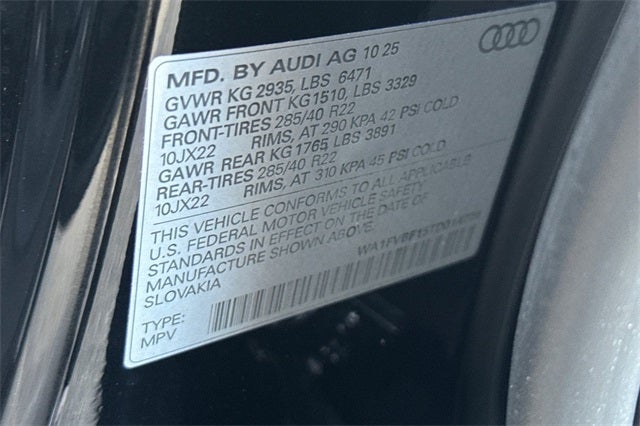 MFD. BY AUDI AG 10 25
GVWR KG 2935, LBS 6471
GAWR FRONT KG 1510, LBS 3329
FRONT-TIRES 285/40 R22
10JX22 RIMS, AT 290 KPA 42 PSI COLD
GAWR REAR KG 1765, LBS 3891
REAR-TIRES 285/40 R22
10JX22 RIMS, AT 310 KPA 45 PSI COLD
THIS VEHICLE CONFORMS TO ALL APPLICABLE
U.S. FEDERAL MOTOR VEHICLE SAFETY
STANDARDS IN EFFECT ON THE DATE OF
MANUFACTURE SHOWN ABOVE.
SLOVAKIA
TYPE:
MPV